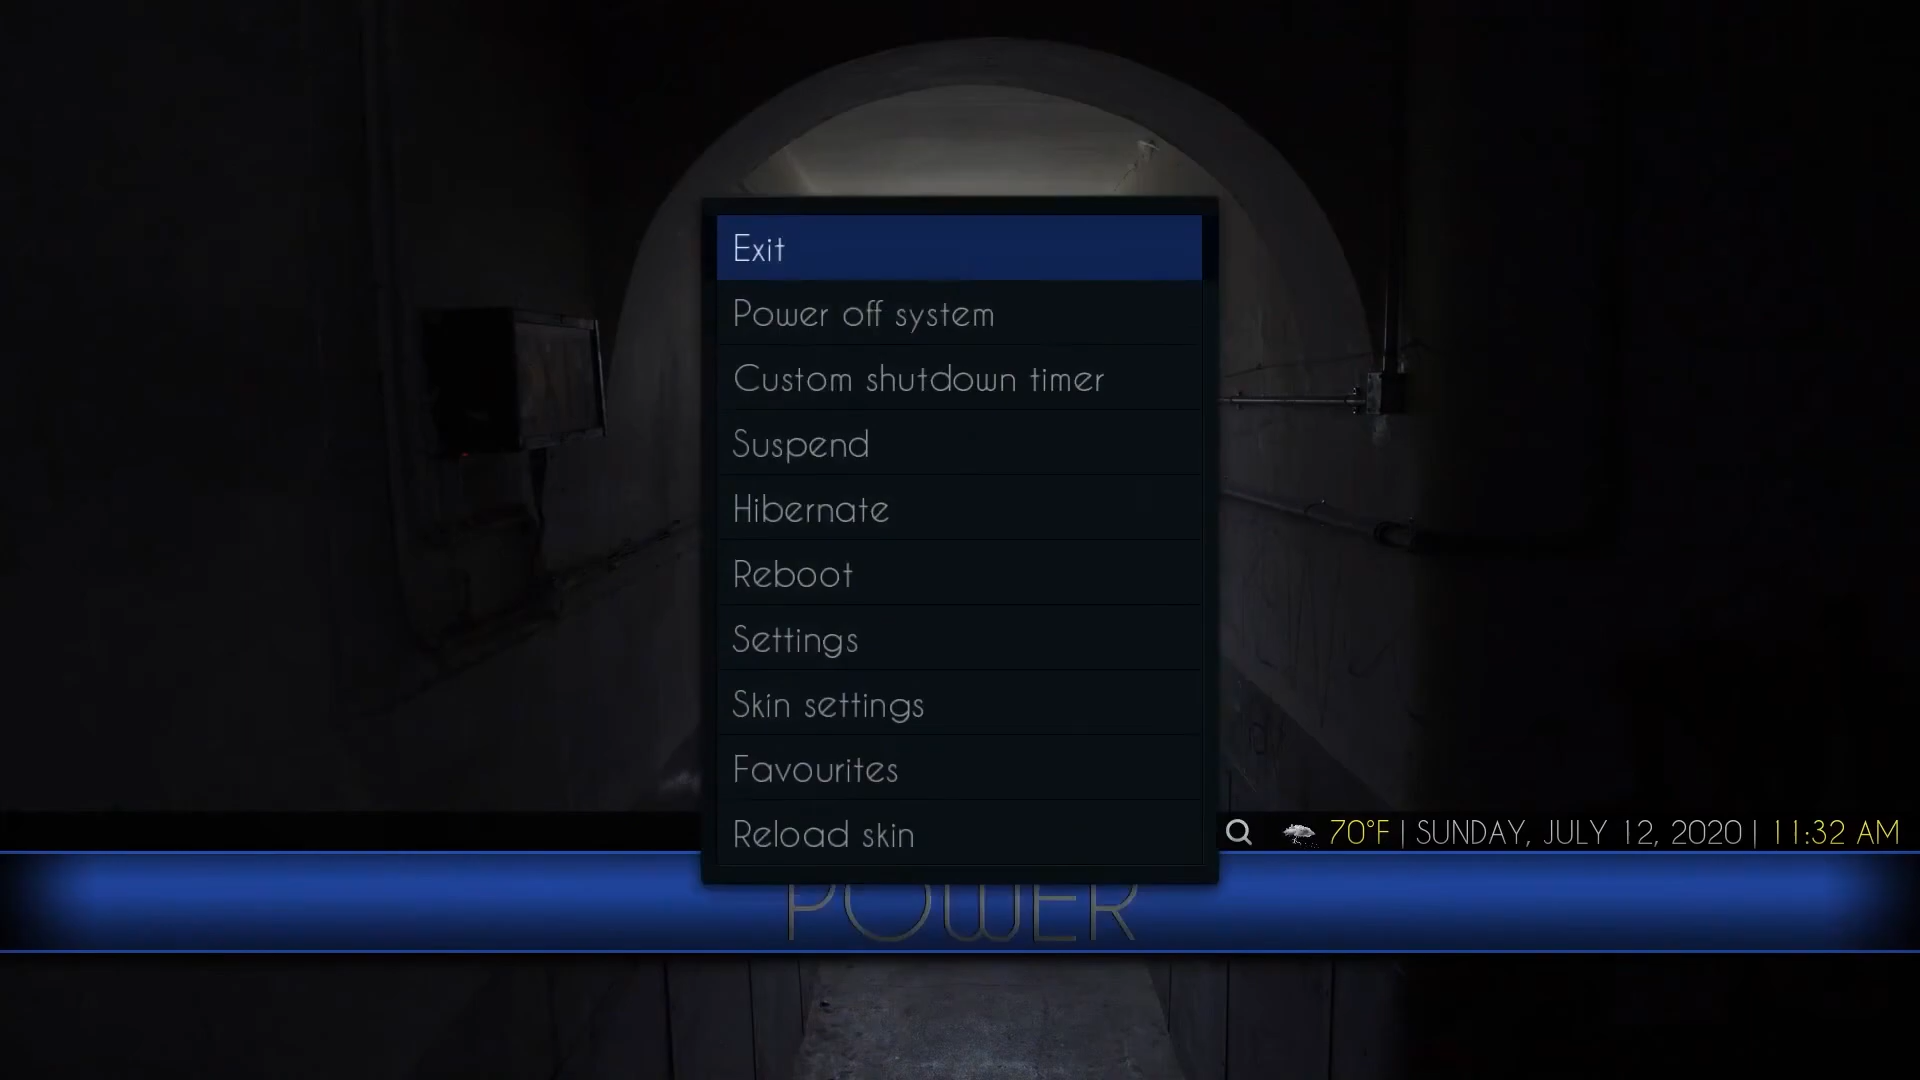 Exit
Power off system
Custom shutdown timer
Suspend
Hibernate
Reboot
Settings
Skin settings
Favourites
Reload skin
70°F | SUNDAY, JULY 12, 2020 | 11:32 AM
POWER